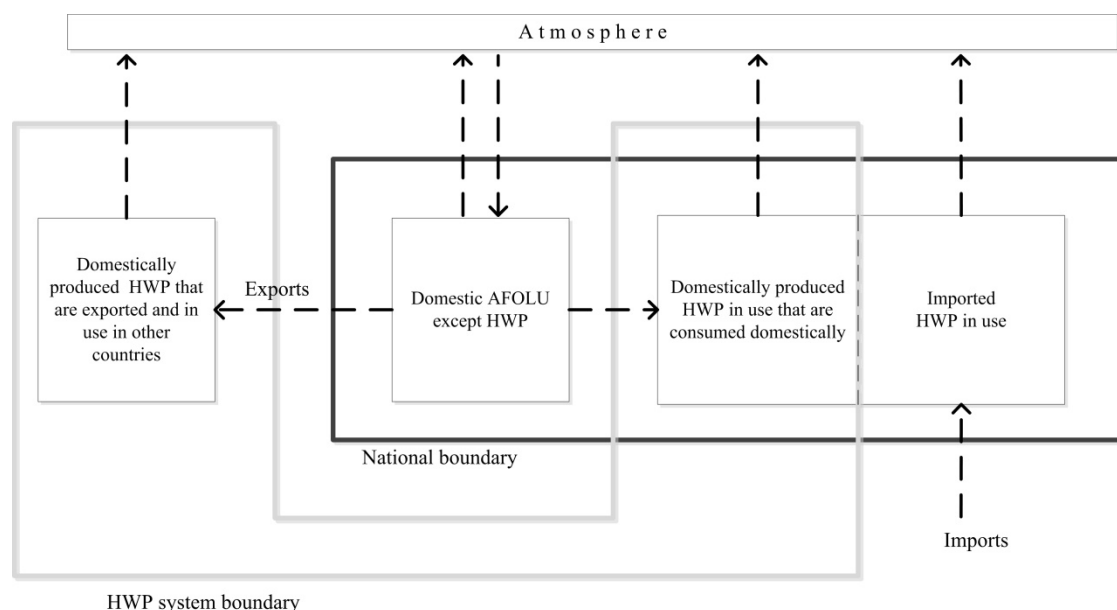 Atmosphere
Domestically
produced HWP that
are exported and in
use in other
countries
Exports
Domestic AFOLU
except HWP
Domestically produced
HWP in use that are
consumed domestically
Imported
HWP in use
National boundary
Imports
HWP system boundary